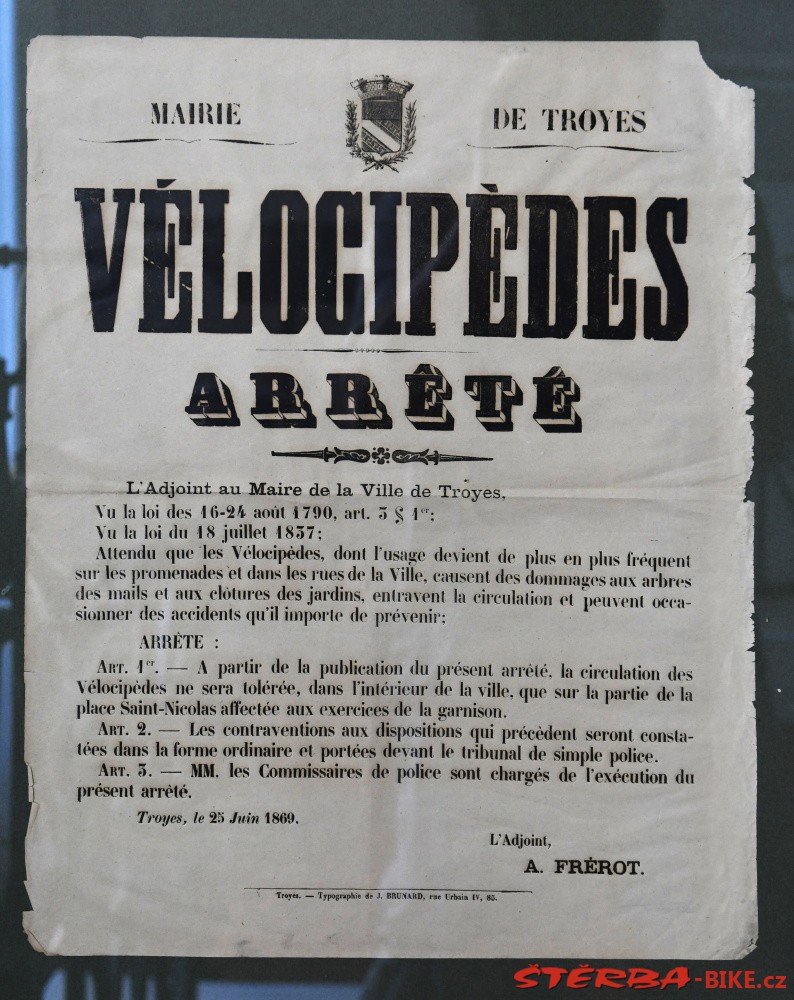 MAIRIE DE TROYES
VÉLOCIPÈDES
ARRÊTÉ
L'Adjoint au Maire de la Ville de Troyes,
Vu la loi des 16-24 août 1790, art. 3 § 1er;
Vu la loi du 18 juillet 1837;
Attendu que les Vélocipèdes, dont l'usage devient de plus en plus fréquent
sur les promenades et dans les rues de la Ville, causent des dommages aux arbres
des mails et aux clôtures des jardins, entravent la circulation et peuvent occa-
sionner des accidents qu'il importe de prévenir;
ARRÊTE :
ART. 1er. — A partir de la publication du présent arrêté, la circulation des
Vélocipèdes ne sera tolérée, dans l'intérieur de la ville, que sur la partie de la
place Saint-Nicolas affectée aux exercices de la garnison.
ART. 2. — Les contraventions aux dispositions qui précèdent seront consta-
tées dans la forme ordinaire et portées devant le tribunal de simple police.
ART. 3. — MM. les Commissaires de police sont chargés de l'exécution du
présent arrêté.
Troyes, le 25 Juin 1869.
L'Adjoint,
A. FRÉROT.
Troyes. — Typographie de J. BRUNARD, rue Urbain IV, 85.
ŠTĚRBA-BIKE.cz